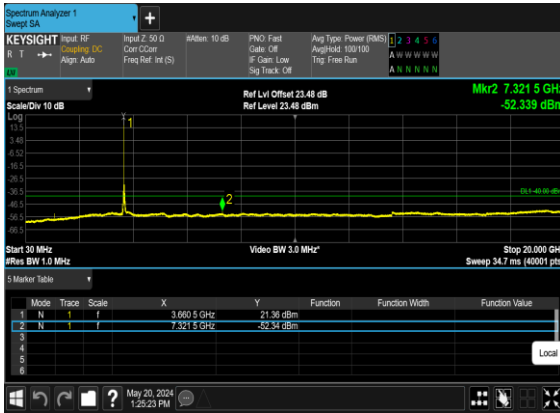 Spectrum Analyzer 1
Swept SA
KEYSIGHT
R T
Input: RF
Coupling: DC
Align: Auto
Input Z: 50 Ω
Corr CCorr
Freq Ref: Int (S)
#Atten: 10 dB
PNO: Fast
Gate: Off
IF Gain: Low
Sig Track: Off
Avg Type: Power (RMS)
Avg|Hold: 100/100
Trig: Free Run
1 2 3 4 5 6
A W W W W W
A N N N N N
1 Spectrum
Scale/Div 10 dB
Ref Lvl Offset 23.48 dB
Ref Level 23.48 dBm
Mkr2 7.321 5 GHz
-52.339 dBm
Log
13.5
3.48
-6.52
-16.5
-26.5
-36.5
-46.5
-56.5
-66.5
1
2
DL1 -40.00 dBm
Start 30 MHz
#Res BW 1.0 MHz
Video BW 3.0 MHz*
Stop 20.000 GHz
Sweep 34.7 ms (40001 pts)
5 Marker Table
Mode Trace Scale X Y Function Function Width Function Value
1 N 1 f 3.660 5 GHz 21.36 dBm
2 N 1 f 7.321 5 GHz -52.34 dBm
3
4
5
6
Local
May 20, 2024
1:25:23 PM